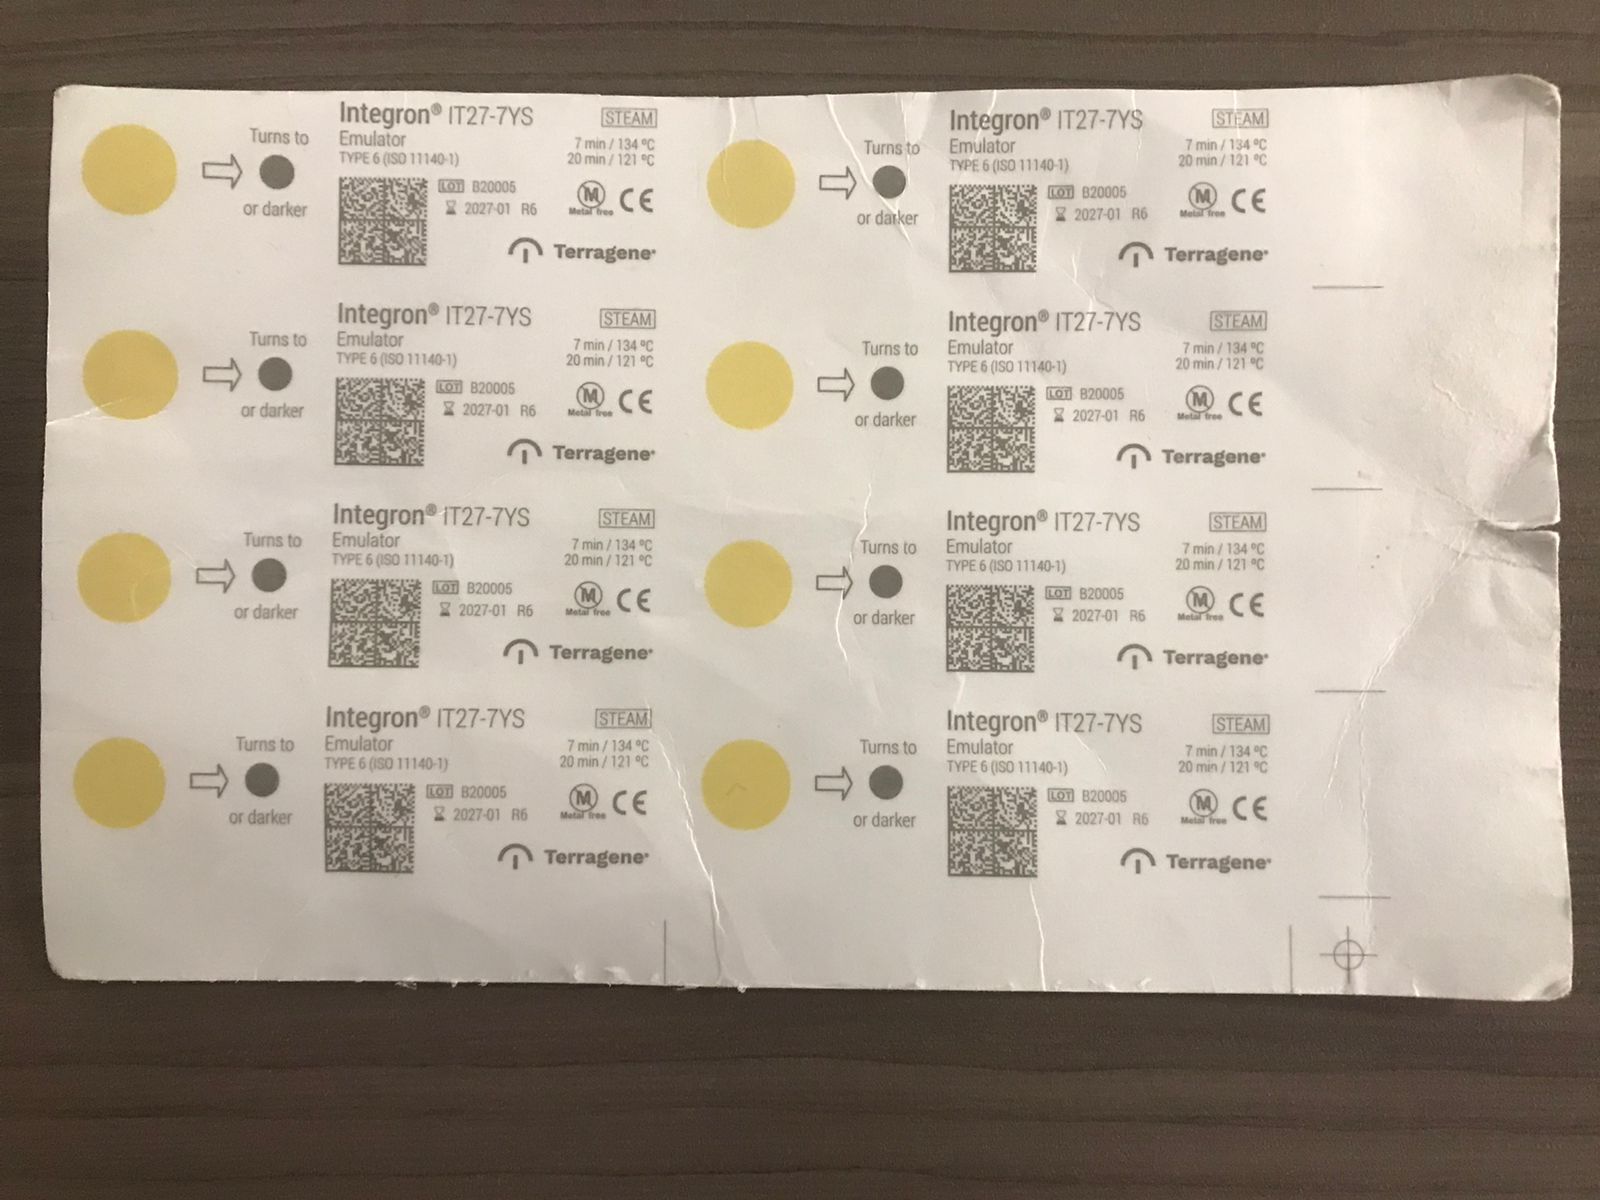 Turns to
or darker
Integron® IT27-7YS STEAM
Emulator 7 min / 134 ºC
TYPE 6 (ISO 11140-1) 20 min / 121 ºC
LOT B20005 M CE
2027-01 R6 Metal free
Terragene®
Turns to
or darker
Integron® IT27-7YS STEAM
Emulator 7 min / 134 ºC
TYPE 6 (ISO 11140-1) 20 min / 121 ºC
LOT B20005 M CE
2027-01 R6 Metal free
Terragene®
Turns to
or darker
Integron® IT27-7YS STEAM
Emulator 7 min / 134 ºC
TYPE 6 (ISO 11140-1) 20 min / 121 ºC
LOT B20005 M CE
2027-01 R6 Metal free
Terragene®
Turns to
or darker
Integron® IT27-7YS STEAM
Emulator 7 min / 134 ºC
TYPE 6 (ISO 11140-1) 20 min / 121 ºC
LOT B20005 M CE
2027-01 R6 Metal free
Terragene®
Turns to
or darker
Integron® IT27-7YS STEAM
Emulator 7 min / 134 ºC
TYPE 6 (ISO 11140-1) 20 min / 121 ºC
LOT B20005 M CE
2027-01 R6 Metal free
Terragene®
Turns to
or darker
Integron® IT27-7YS STEAM
Emulator 7 min / 134 ºC
TYPE 6 (ISO 11140-1) 20 min / 121 ºC
LOT B20005 M CE
2027-01 R6 Metal free
Terragene®
Turns to
or darker
Integron® IT27-7YS STEAM
Emulator 7 min / 134 ºC
TYPE 6 (ISO 11140-1) 20 min / 121 ºC
LOT B20005 M CE
2027-01 R6 Metal free
Terragene®
Turns to
or darker
Integron® IT27-7YS STEAM
Emulator 7 min / 134 ºC
TYPE 6 (ISO 11140-1) 20 min / 121 ºC
LOT B20005 M CE
2027-01 R6 Metal free
Terragene®